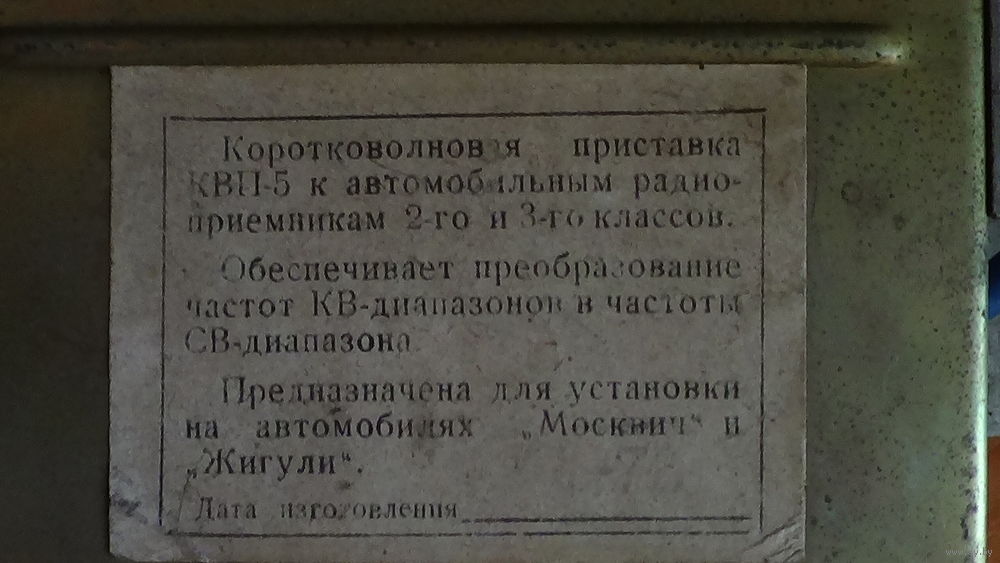 Коротковолновая приставка
КВП-5 к автомобильным радио-
приемникам 2-го и 3-го классов.
Обеспечивает преобразование
частот КВ-диапазонов в частоты
СВ-диапазона
Предназначена для установки
на автомобилях „Москвич“ и
„Жигули“.
Дата изготовления